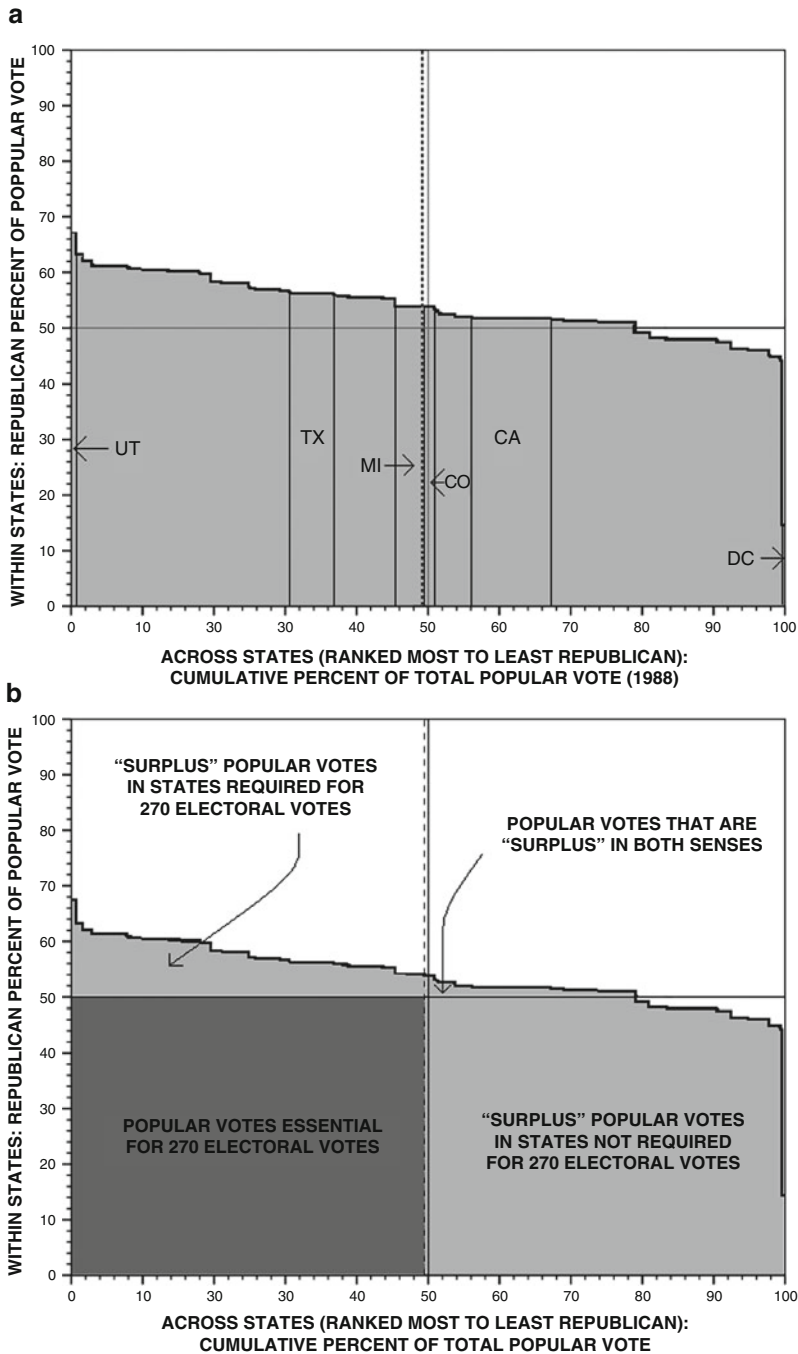 a
WITHIN STATES: REPUBLICAN PERCENT OF POPPULAR VOTE
100
90
80
70
60
50
40
30
20
10
0
UT
TX
MI
CO
CA
DC
0 10 30 30 40 50 60 70 80 90 100
ACROSS STATES (RANKED MOST TO LEAST REPUBLICAN):
CUMULATIVE PERCENT OF TOTAL POPULAR VOTE (1988)
b
WITHIN STATES: REPUBLICAN PERCENT OF POPPULAR VOTE
100
90
80
70
60
50
40
30
20
10
0
“SURPLUS” POPULAR VOTES
IN STATES REQUIRED FOR
270 ELECTORAL VOTES
POPULAR VOTES THAT ARE
“SURPLUS” IN BOTH SENSES
POPULAR VOTES ESSENTIAL
FOR 270 ELECTORAL VOTES
“SURPLUS” POPULAR VOTES
IN STATES NOT REQUIRED
FOR 270 ELECTORAL VOTES
0 10 30 30 40 50 60 70 80 90 100
ACROSS STATES (RANKED MOST TO LEAST REPUBLICAN):
CUMULATIVE PERCENT OF TOTAL POPULAR VOTE